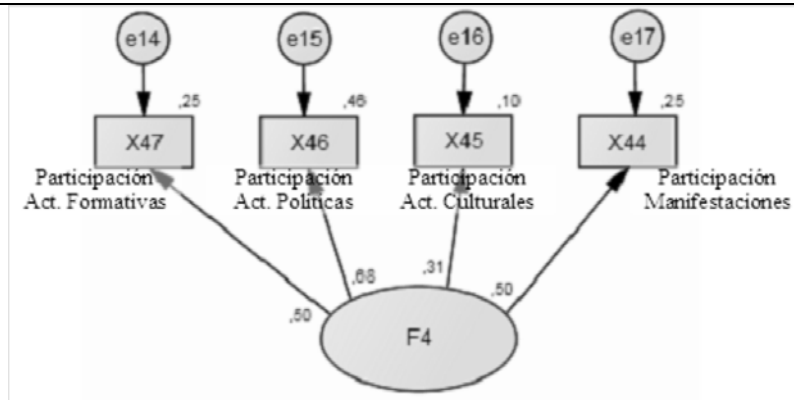 e14 e15 e16 e17
,25 ,46 ,10 ,25
X47 X46 X45 X44
Participación Participación Participación Participación
Act. Formativas Act. Politicas Act. Culturales Manifestaciones
,50 ,68 ,31 ,50
F4